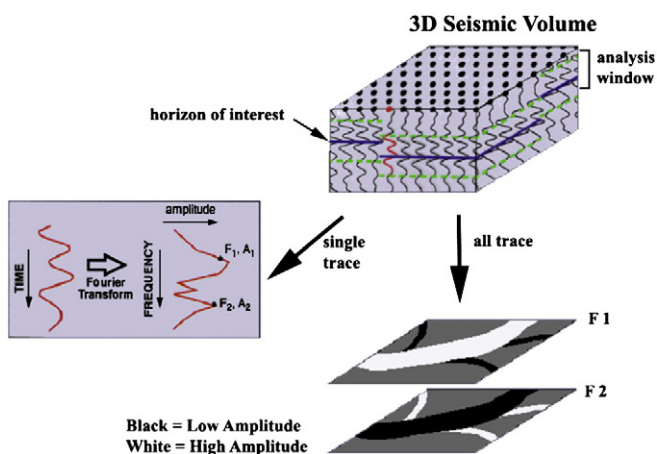 3D Seismic Volume
analysis
window
horizon of interest
amplitude
TIME
Fourier
Transform
FREQUENCY
F1, A1
F2, A2
single
trace
all trace
F 1
F 2
Black = Low Amplitude
White = High Amplitude